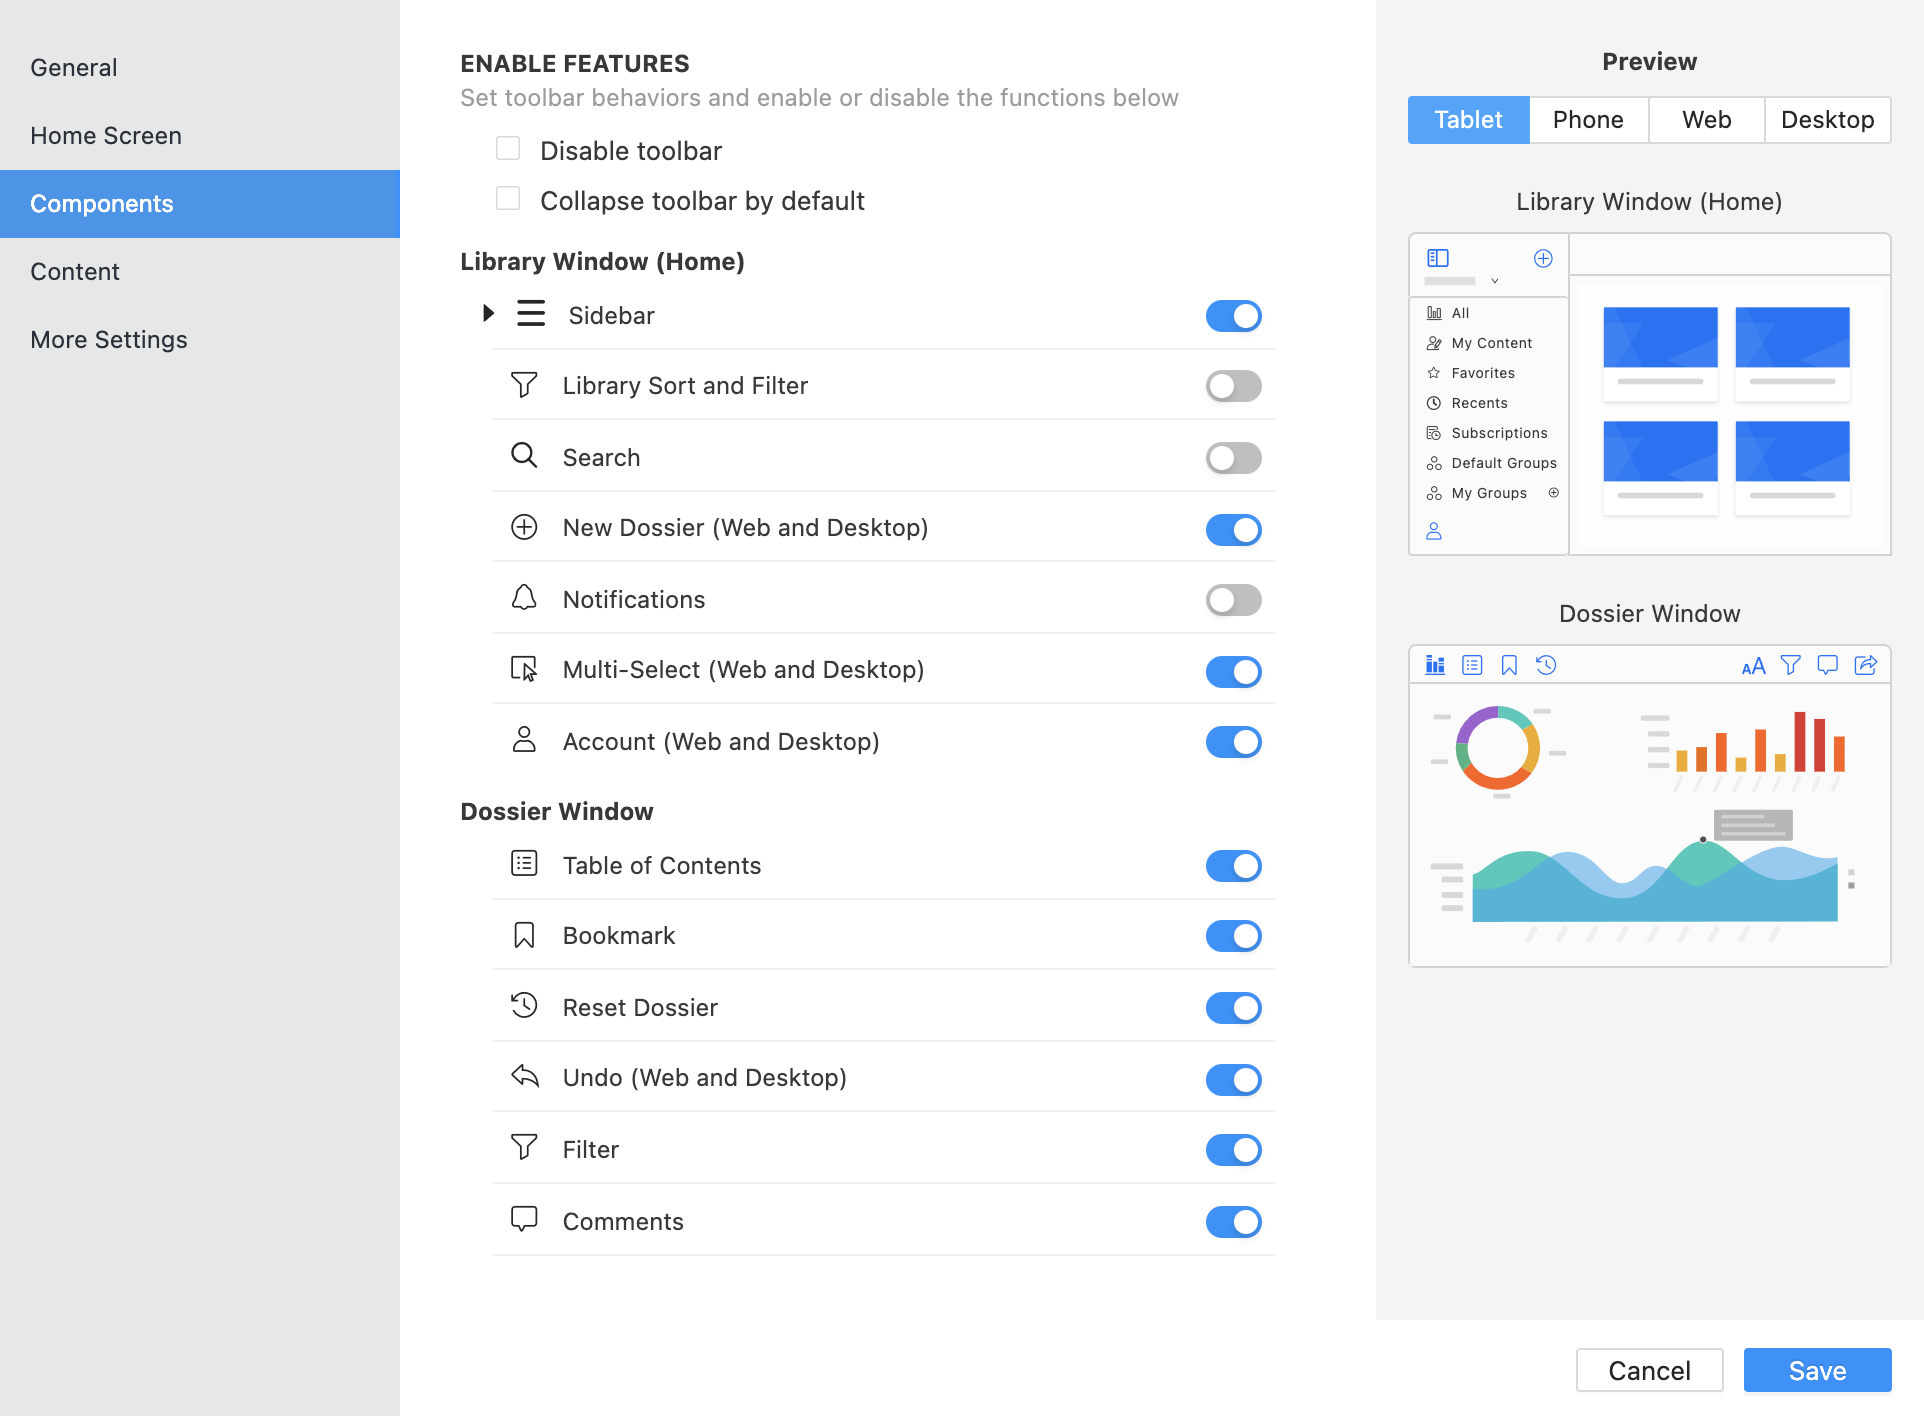 General
Home Screen
Components
Content
More Settings
ENABLE FEATURES
Set toolbar behaviors and enable or disable the functions below
Disable toolbar
Collapse toolbar by default
Library Window (Home)
Sidebar
Library Sort and Filter
Search
New Dossier (Web and Desktop)
Notifications
Multi-Select (Web and Desktop)
Account (Web and Desktop)
Dossier Window
Table of Contents
Bookmark
Reset Dossier
Undo (Web and Desktop)
Filter
Comments
Preview
Tablet Phone Web Desktop
Library Window (Home)
All
My Content
Favorites
Recents
Subscriptions
Default Groups
My Groups
Dossier Window
AA
Cancel Save